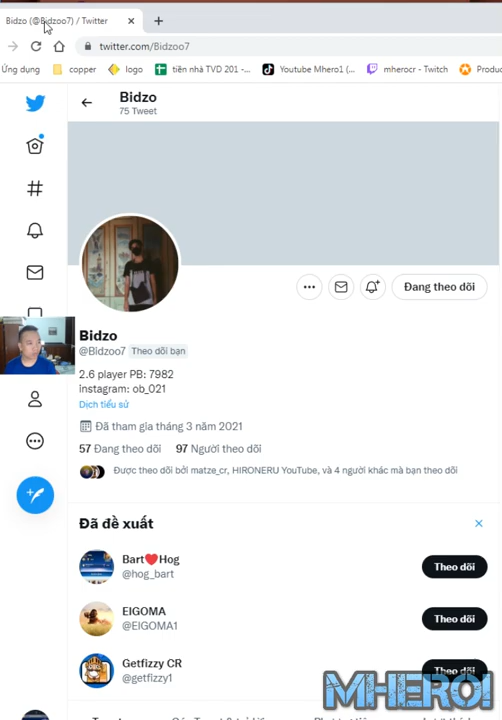 Bidzo (@Bidzoo7) / Twitter
twitter.com/Bidzoo7
Ứng dụng copper logo tiền nhà TVD 201 -... Youtube Mhero1 (... mherocr - Twitch Produc
Bidzo
75 Tweet
Đang theo dõi
Bidzo
@Bidzoo7 Theo dõi bạn
2.6 player PB: 7982
instagram: ob_021
Dịch tiểu sử
Đã tham gia tháng 3 năm 2021
57 Đang theo dõi 97 Người theo dõi
Được theo dõi bởi matze_cr, HIRONERU YouTube, và 4 người khác mà bạn theo dõi
Đã đề xuất
Bart❤️Hog
@hog_bart
Theo dõi
EIGOMA
@EIGOMA1
Theo dõi
Getfizzy CR
@getfizzy1
Theo dõi